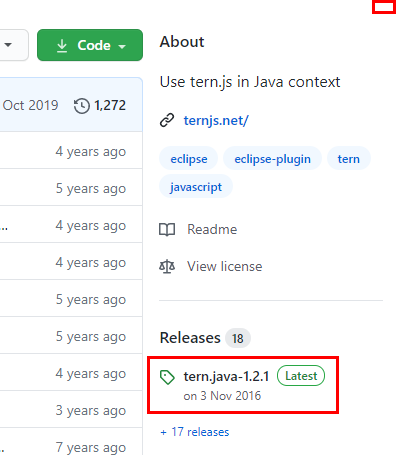 Code
About
Use tern.js in Java context
Oct 2019 1,272
ternjs.net/
4 years ago
eclipse eclipse-plugin tern
5 years ago
javascript
4 years ago
Readme
4 years ago
View license
5 years ago
5 years ago
Releases 18
4 years ago
tern.java-1.2.1 Latest
on 3 Nov 2016
3 years ago
+ 17 releases
7 years ago